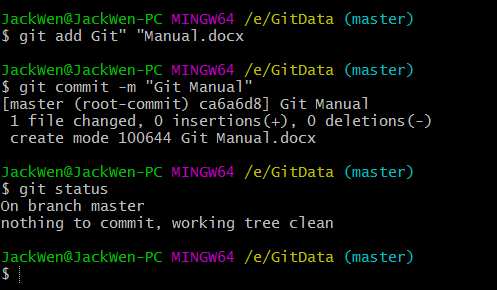 JackWen@JackWen-PC MINGW64 /e/GitData (master)
$ git add Git" "Manual.docx
JackWen@JackWen-PC MINGW64 /e/GitData (master)
$ git commit -m "Git Manual"
[master (root-commit) ca6a6d8] Git Manual
 1 file changed, 0 insertions(+), 0 deletions(-)
 create mode 100644 Git Manual.docx
JackWen@JackWen-PC MINGW64 /e/GitData (master)
$ git status
On branch master
nothing to commit, working tree clean
JackWen@JackWen-PC MINGW64 /e/GitData (master)
$